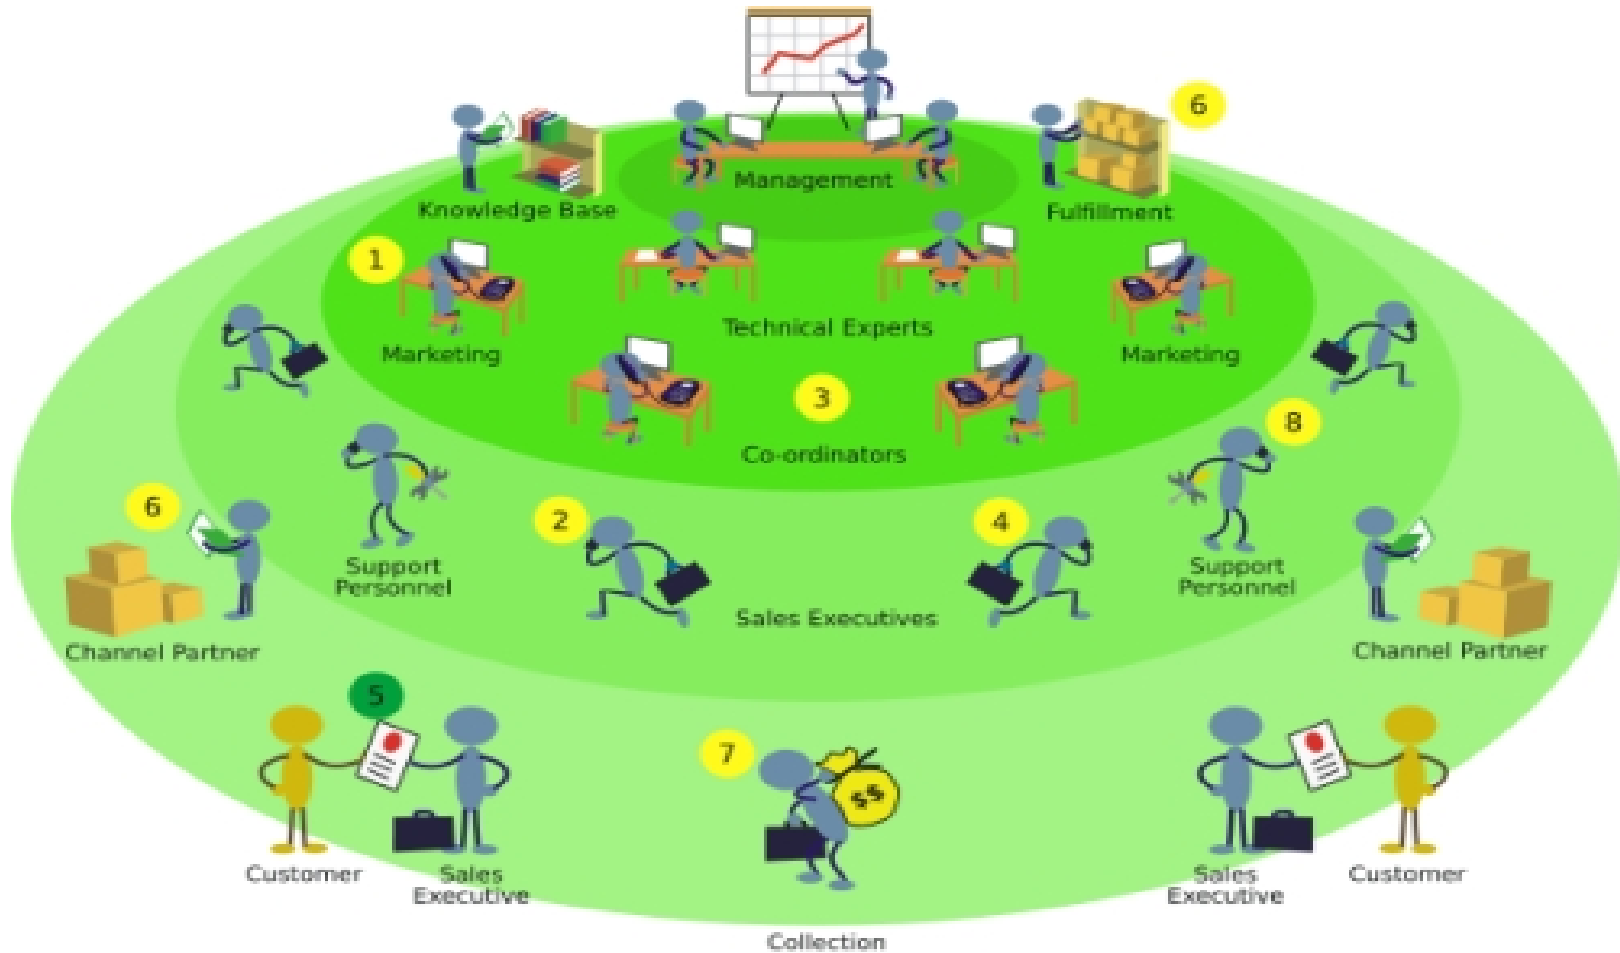 6
Management
Knowledge Base
Fulfillment
1
Technical Experts
Marketing
Marketing
3
8
Co-ordinators
6
2
4
Support
Personnel
Support
Personnel
Sales Executives
Channel Partner
Channel Partner
5
7
$$
Customer
Sales
Executive
Sales
Executive
Customer
Collection